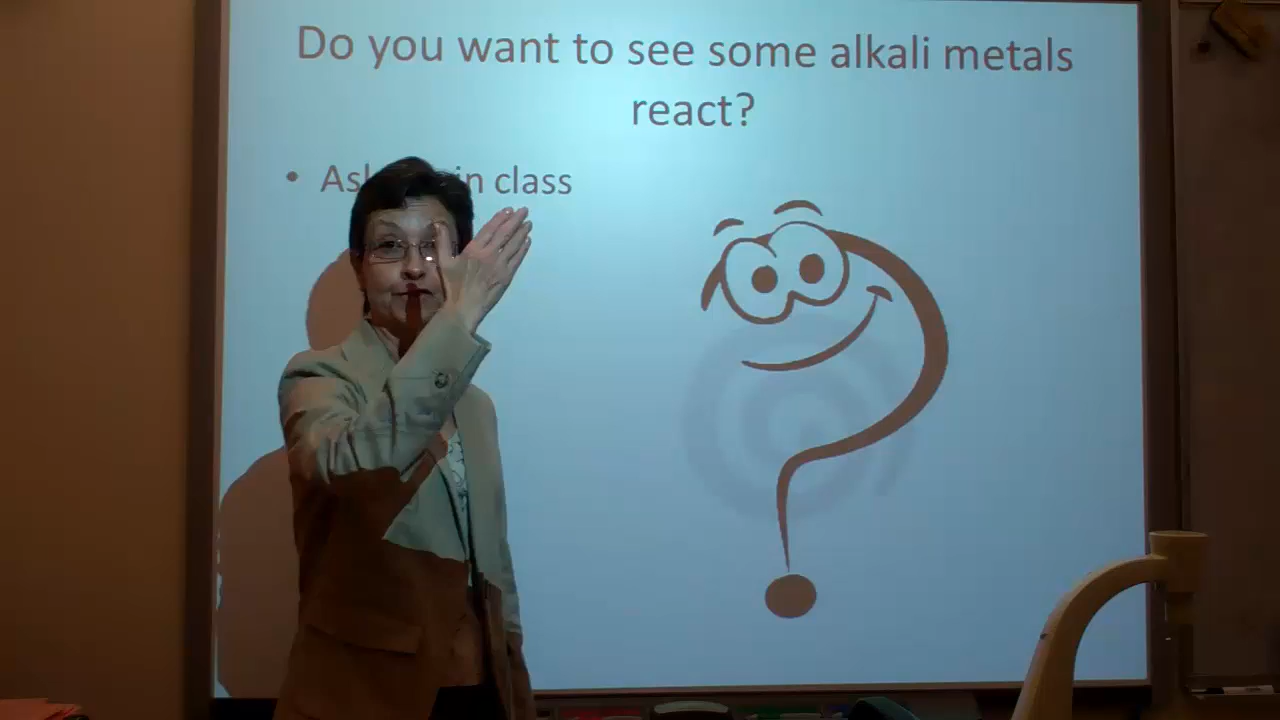 Do you want to see some alkali metals
react?
• in class